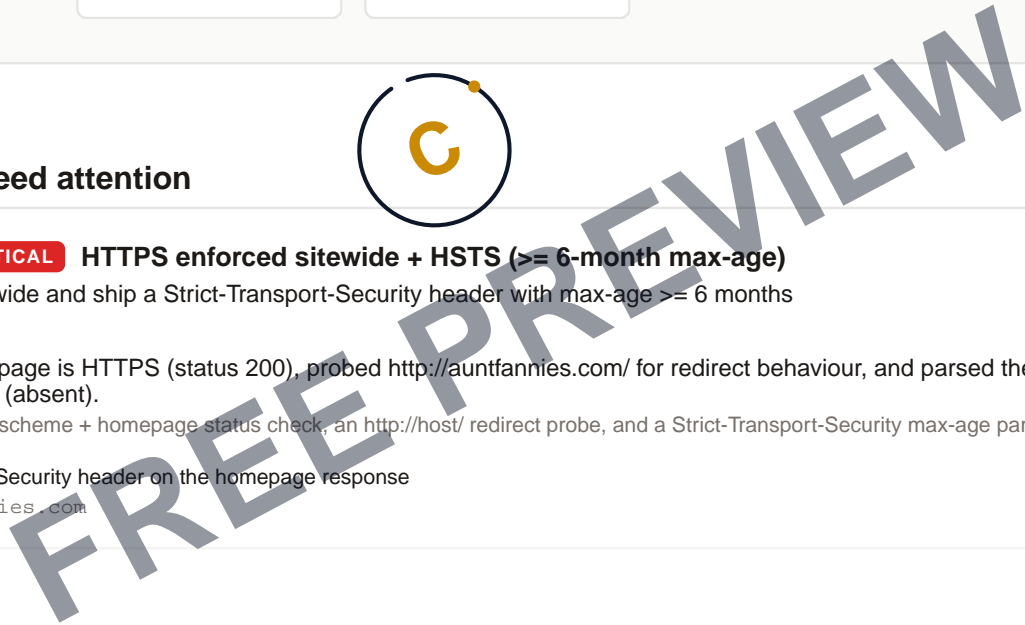 C
eed attention
TICAL HTTPS enforced sitewide + HSTS (>= 6-month max-age)
wide and ship a Strict-Transport-Security header with max-age >= 6 months
page is HTTPS (status 200), probed http://auntfannies.com/ for redirect behaviour, and parsed the
(absent).
scheme + homepage status check, an http://host/ redirect probe, and a Strict-Transport-Security max-age par
Security header on the homepage response
ies.com
FREE PREVIEW